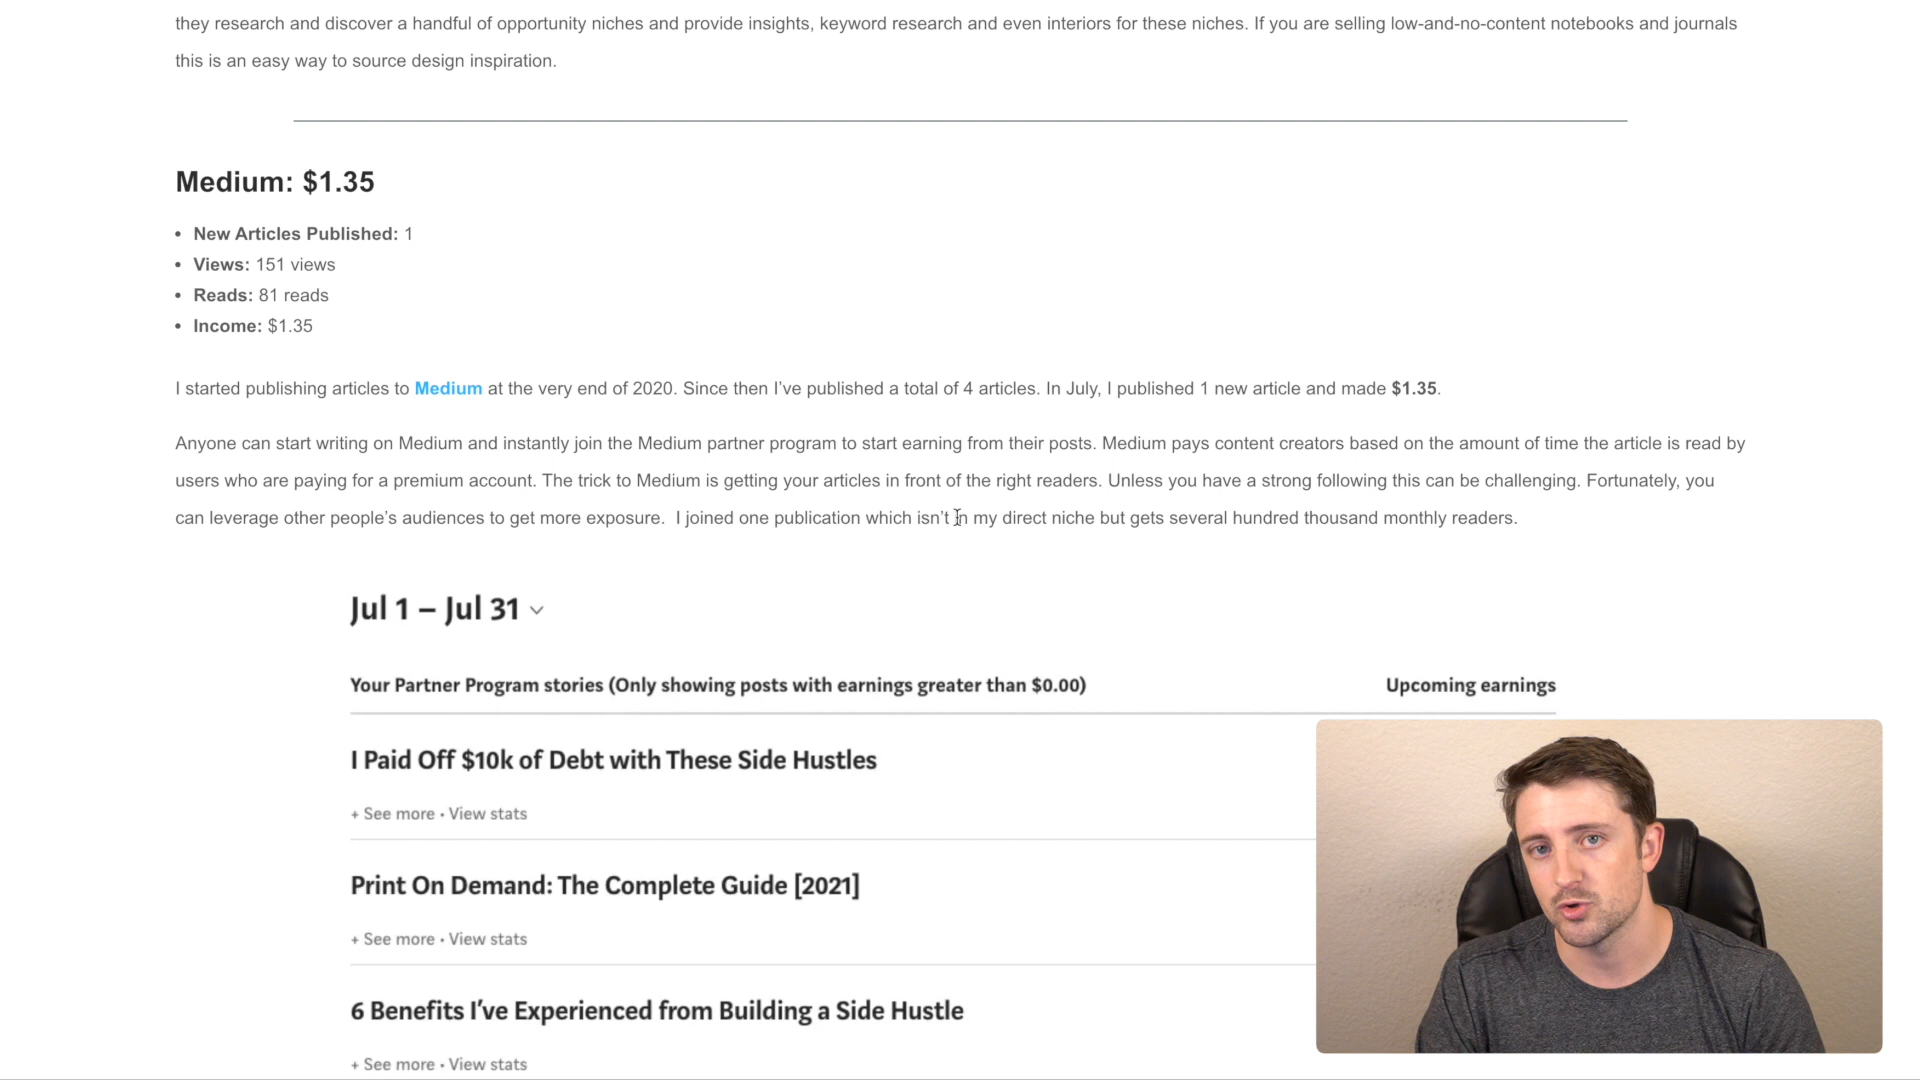 they research and discover a handful of opportunity niches and provide insights, keyword research and even interiors for these niches. If you are selling low-and-no-content notebooks and journals
this is an easy way to source design inspiration.
Medium: $1.35
• New Articles Published: 1
• Views: 151 views
• Reads: 81 reads
• Income: $1.35
I started publishing articles to Medium at the very end of 2020. Since then I’ve published a total of 4 articles. In July, I published 1 new article and made $1.35.
Anyone can start writing on Medium and instantly join the Medium partner program to start earning from their posts. Medium pays content creators based on the amount of time the article is read by
users who are paying for a premium account. The trick to Medium is getting your articles in front of the right readers. Unless you have a strong following this can be challenging. Fortunately, you
can leverage other people’s audiences to get more exposure.  I joined one publication which isn’t in my direct niche but gets several hundred thousand monthly readers.
Jul 1 – Jul 31
Your Partner Program stories (Only showing posts with earnings greater than $0.00) Upcoming earnings
I Paid Off $10k of Debt with These Side Hustles
+ See more • View stats
Print On Demand: The Complete Guide [2021]
+ See more • View stats
6 Benefits I’ve Experienced from Building a Side Hustle
+ See more • View stats